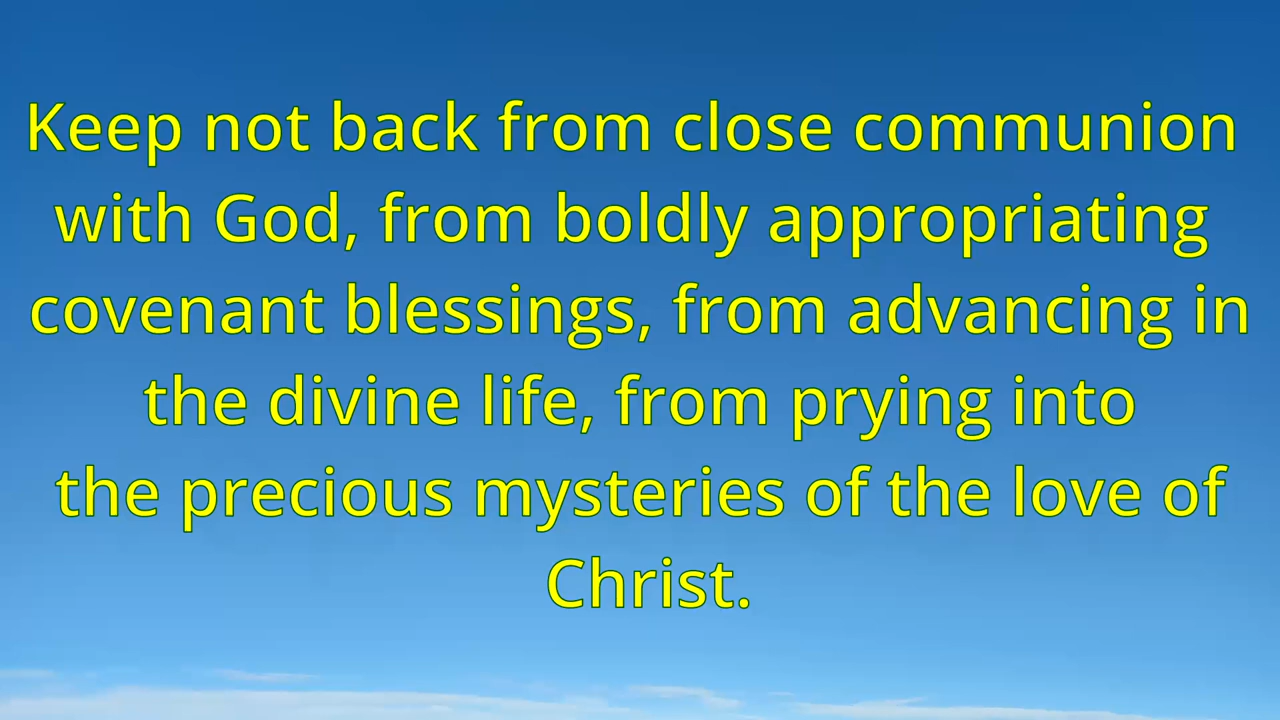 Keep not back from close communion
with God, from boldly appropriating
covenant blessings, from advancing in
the divine life, from prying into
the precious mysteries of the love of
Christ.